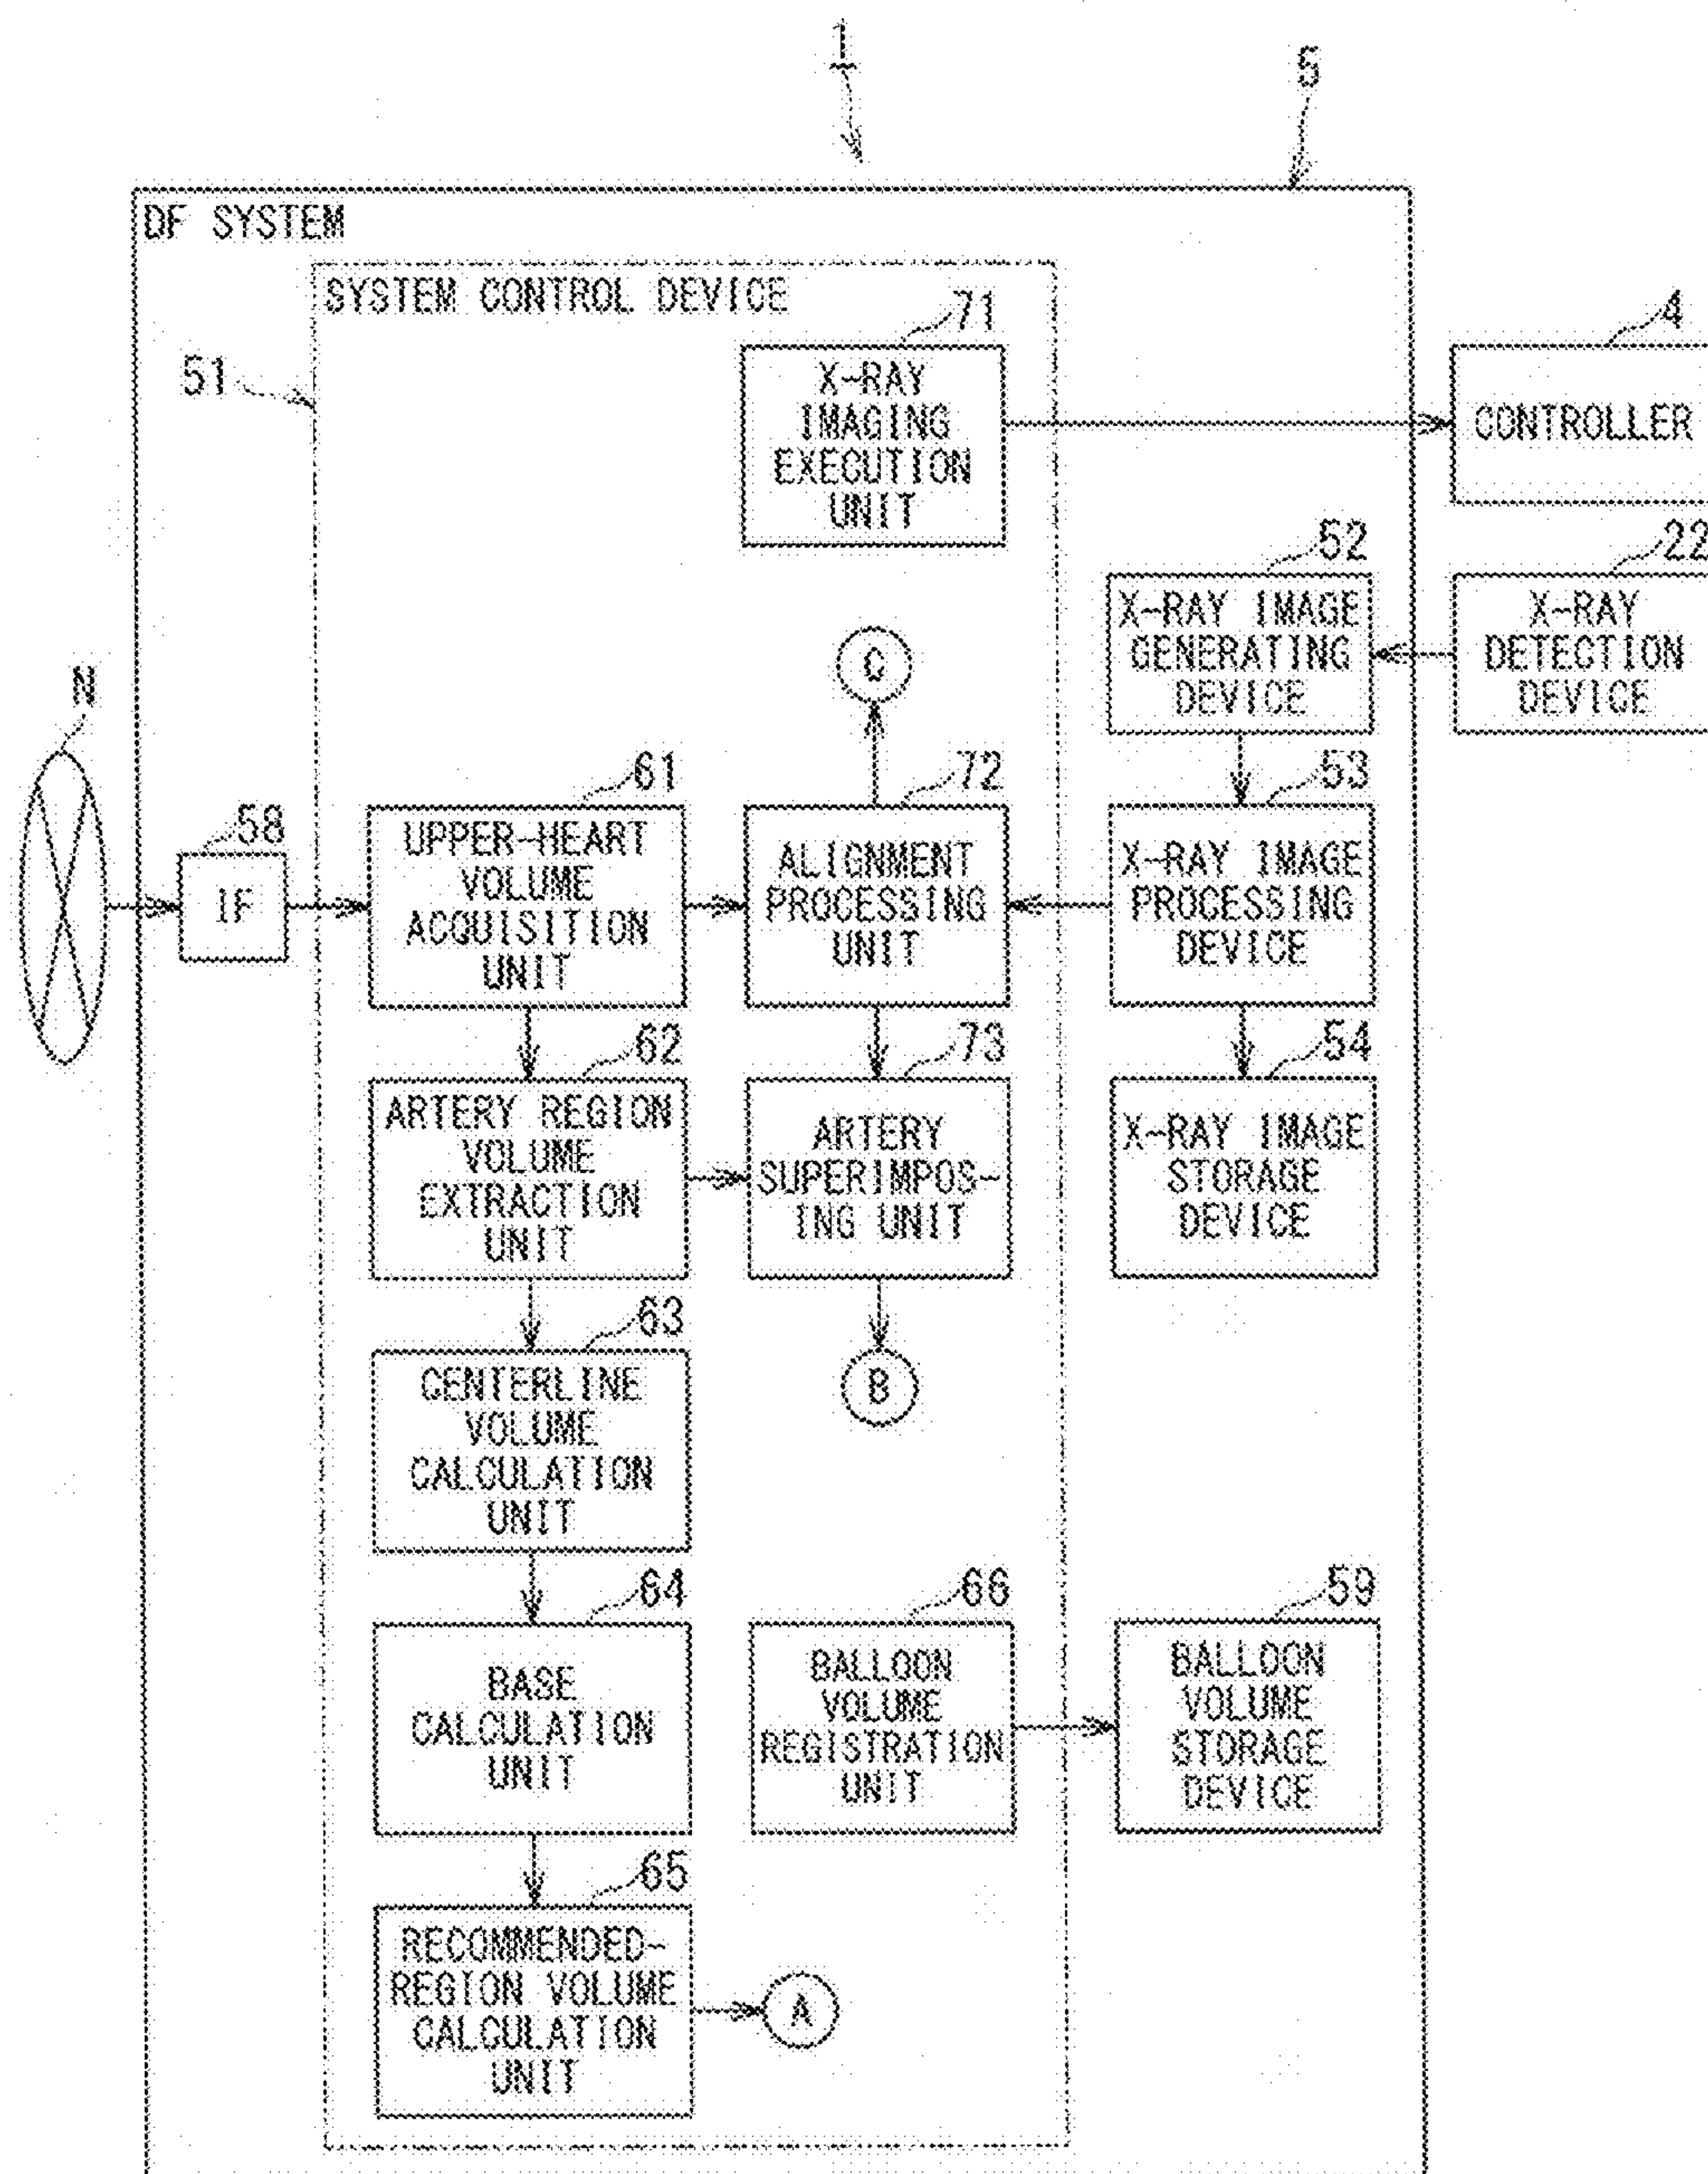 1
5
DF SYSTEM
SYSTEM CONTROL DEVICE
51
71
X-RAY
IMAGING
EXECUTION
UNIT
4
CONTROLLER
52
X-RAY IMAGE
GENERATING
DEVICE
22
X-RAY
DETECTION
DEVICE
C
N
58
IF
61
UPPER-HEART
VOLUME
ACQUISITION
UNIT
72
ALIGNMENT
PROCESSING
UNIT
53
X-RAY IMAGE
PROCESSING
DEVICE
62
ARTERY REGION
VOLUME
EXTRACTION
UNIT
73
ARTERY
SUPERIMPOS-
ING UNIT
54
X-RAY IMAGE
STORAGE
DEVICE
63
CENTERLINE
VOLUME
CALCULATION
UNIT
B
64
BASE
CALCULATION
UNIT
66
BALLOON
VOLUME
REGISTRATION
UNIT
59
BALLOON
VOLUME
STORAGE
DEVICE
65
RECOMMENDED-
REGION VOLUME
CALCULATION
UNIT
A